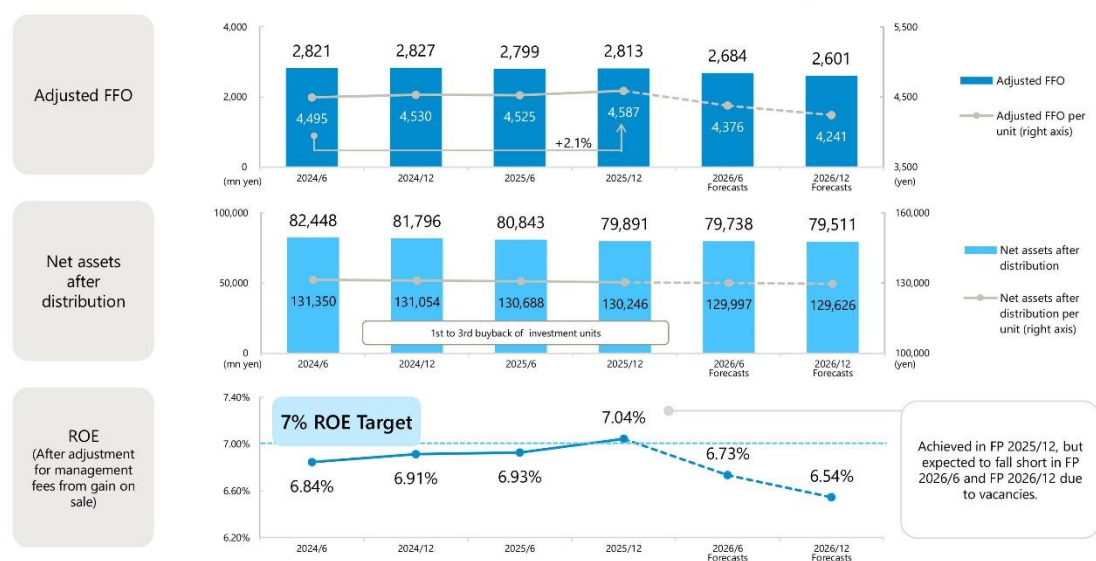 Adjusted FFO
4,000
2,000
0
(mn yen)
2,821
2,827
2,799
2,813
2,684
2,601
4,495
4,530
4,525
4,587
4,376
4,241
+2.1%
2024/6
2024/12
2025/6
2025/12
2026/6
Forecasts
2026/12
Forecasts
5,500
4,500
3,500
(yen)
Adjusted FFO
Adjusted FFO per
unit (right axis)
Net assets
after
distribution
100,000
50,000
0
(mn yen)
82,448
81,796
80,843
79,891
79,738
79,511
131,350
131,054
130,688
130,246
129,997
129,626
1st to 3rd buyback of investment units
2024/6
2024/12
2025/6
2025/12
2026/6
Forecasts
2026/12
Forecasts
160,000
130,000
100,000
(yen)
Net assets after
distribution
Net assets after
distribution per
unit (right axis)
ROE
(After adjustment
for management
fees from gain on
sale)
7.40%
7.00%
6.60%
6.20%
7% ROE Target
6.84%
6.91%
6.93%
7.04%
6.73%
6.54%
2024/6
2024/12
2025/6
2025/12
2026/6
Forecasts
2026/12
Forecasts
Achieved in FP 2025/12, but
expected to fall short in FP
2026/6 and FP 2026/12 due
to vacancies.